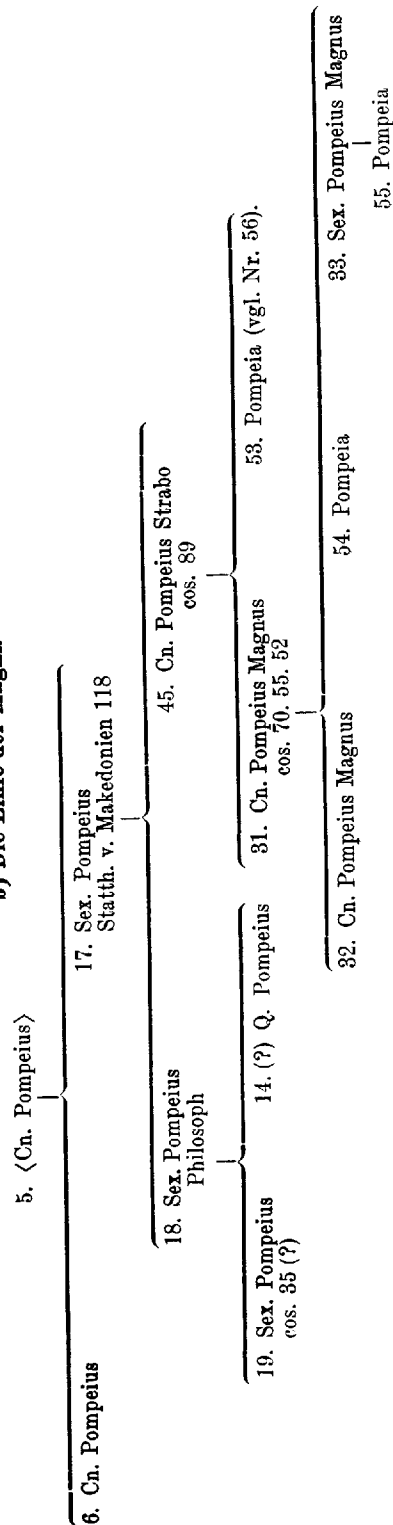 b) Die Linie der Magni
5. ⟨Cn. Pompeius⟩
6. Cn. Pompeius
17. Sex. Pompeius
Statth. v. Makedonien 118
18. Sex. Pompeius
Philosoph
45. Cn. Pompeius Strabo
cos. 89
19. Sex. Pompeius
cos. 35 (?)
14. (?) Q. Pompeius
31. Cn. Pompeius Magnus
cos. 70. 55. 52
53. Pompeia (vgl. Nr. 56).
32. Cn. Pompeius Magnus
54. Pompeia
33. Sex. Pompeius Magnus
55. Pompeia